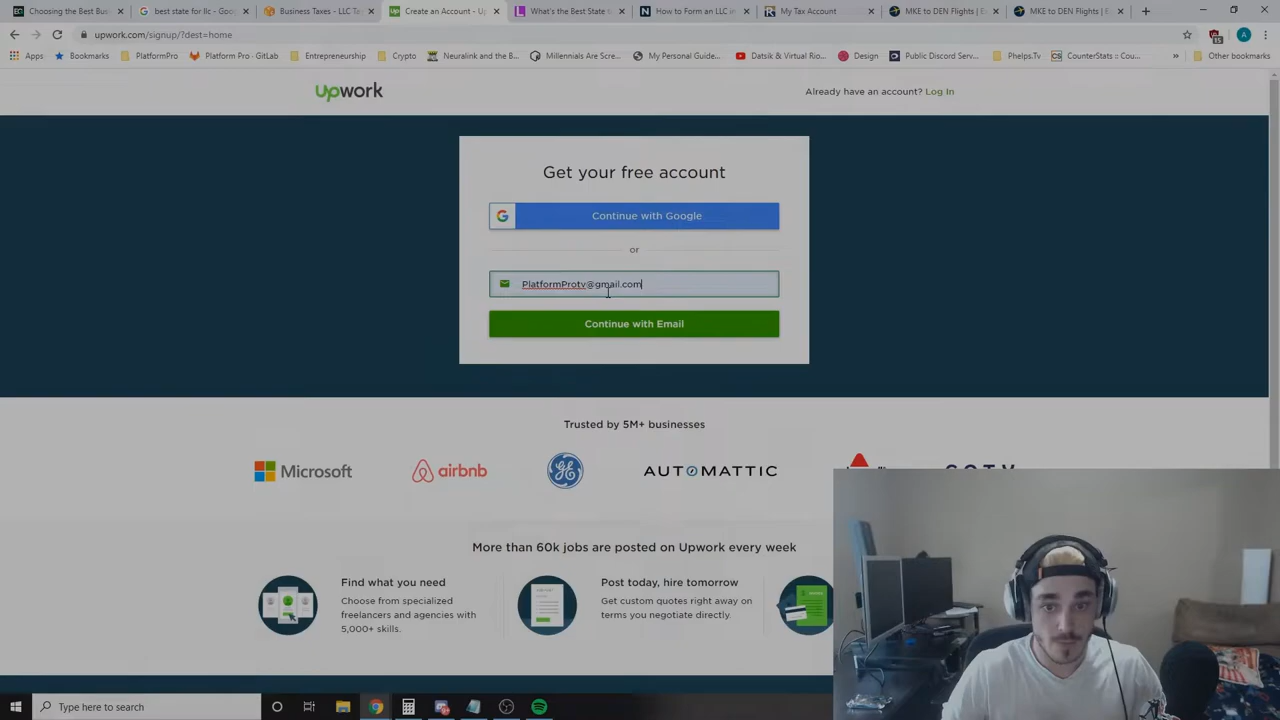 Choosing the Best Bus
best state for llc - Goo
Business Taxes - LLC Ta
Create an Account - Up
What's the Best State to
How to Form an LLC in
My Tax Account
MKE to DEN Flights | E
MKE to DEN Flights | E
upwork.com/signup/?dest=home
15
A
Apps
Bookmarks
PlatformPro
Platform Pro · GitLab
Entrepreneurship
Crypto
Neuralink and the B...
Millennials Are Scre...
My Personal Guide...
Datsik & Virtual Rio...
Design
Public Discord Serv...
Phelps.Tv
CounterStats :: Cou...
Other bookmarks
Upwork
Already have an account? Log In
Get your free account
Continue with Google
or
PlatformProtv@gmail.com
Continue with Email
Trusted by 5M+ businesses
Microsoft
airbnb
GE
AUTOMATTIC
More than 60k jobs are posted on Upwork every week
Find what you need
Choose from specialized
freelancers and agencies with
5,000+ skills.
Post today, hire tomorrow
Get custom quotes right away on
terms you negotiate directly.
Type here to search